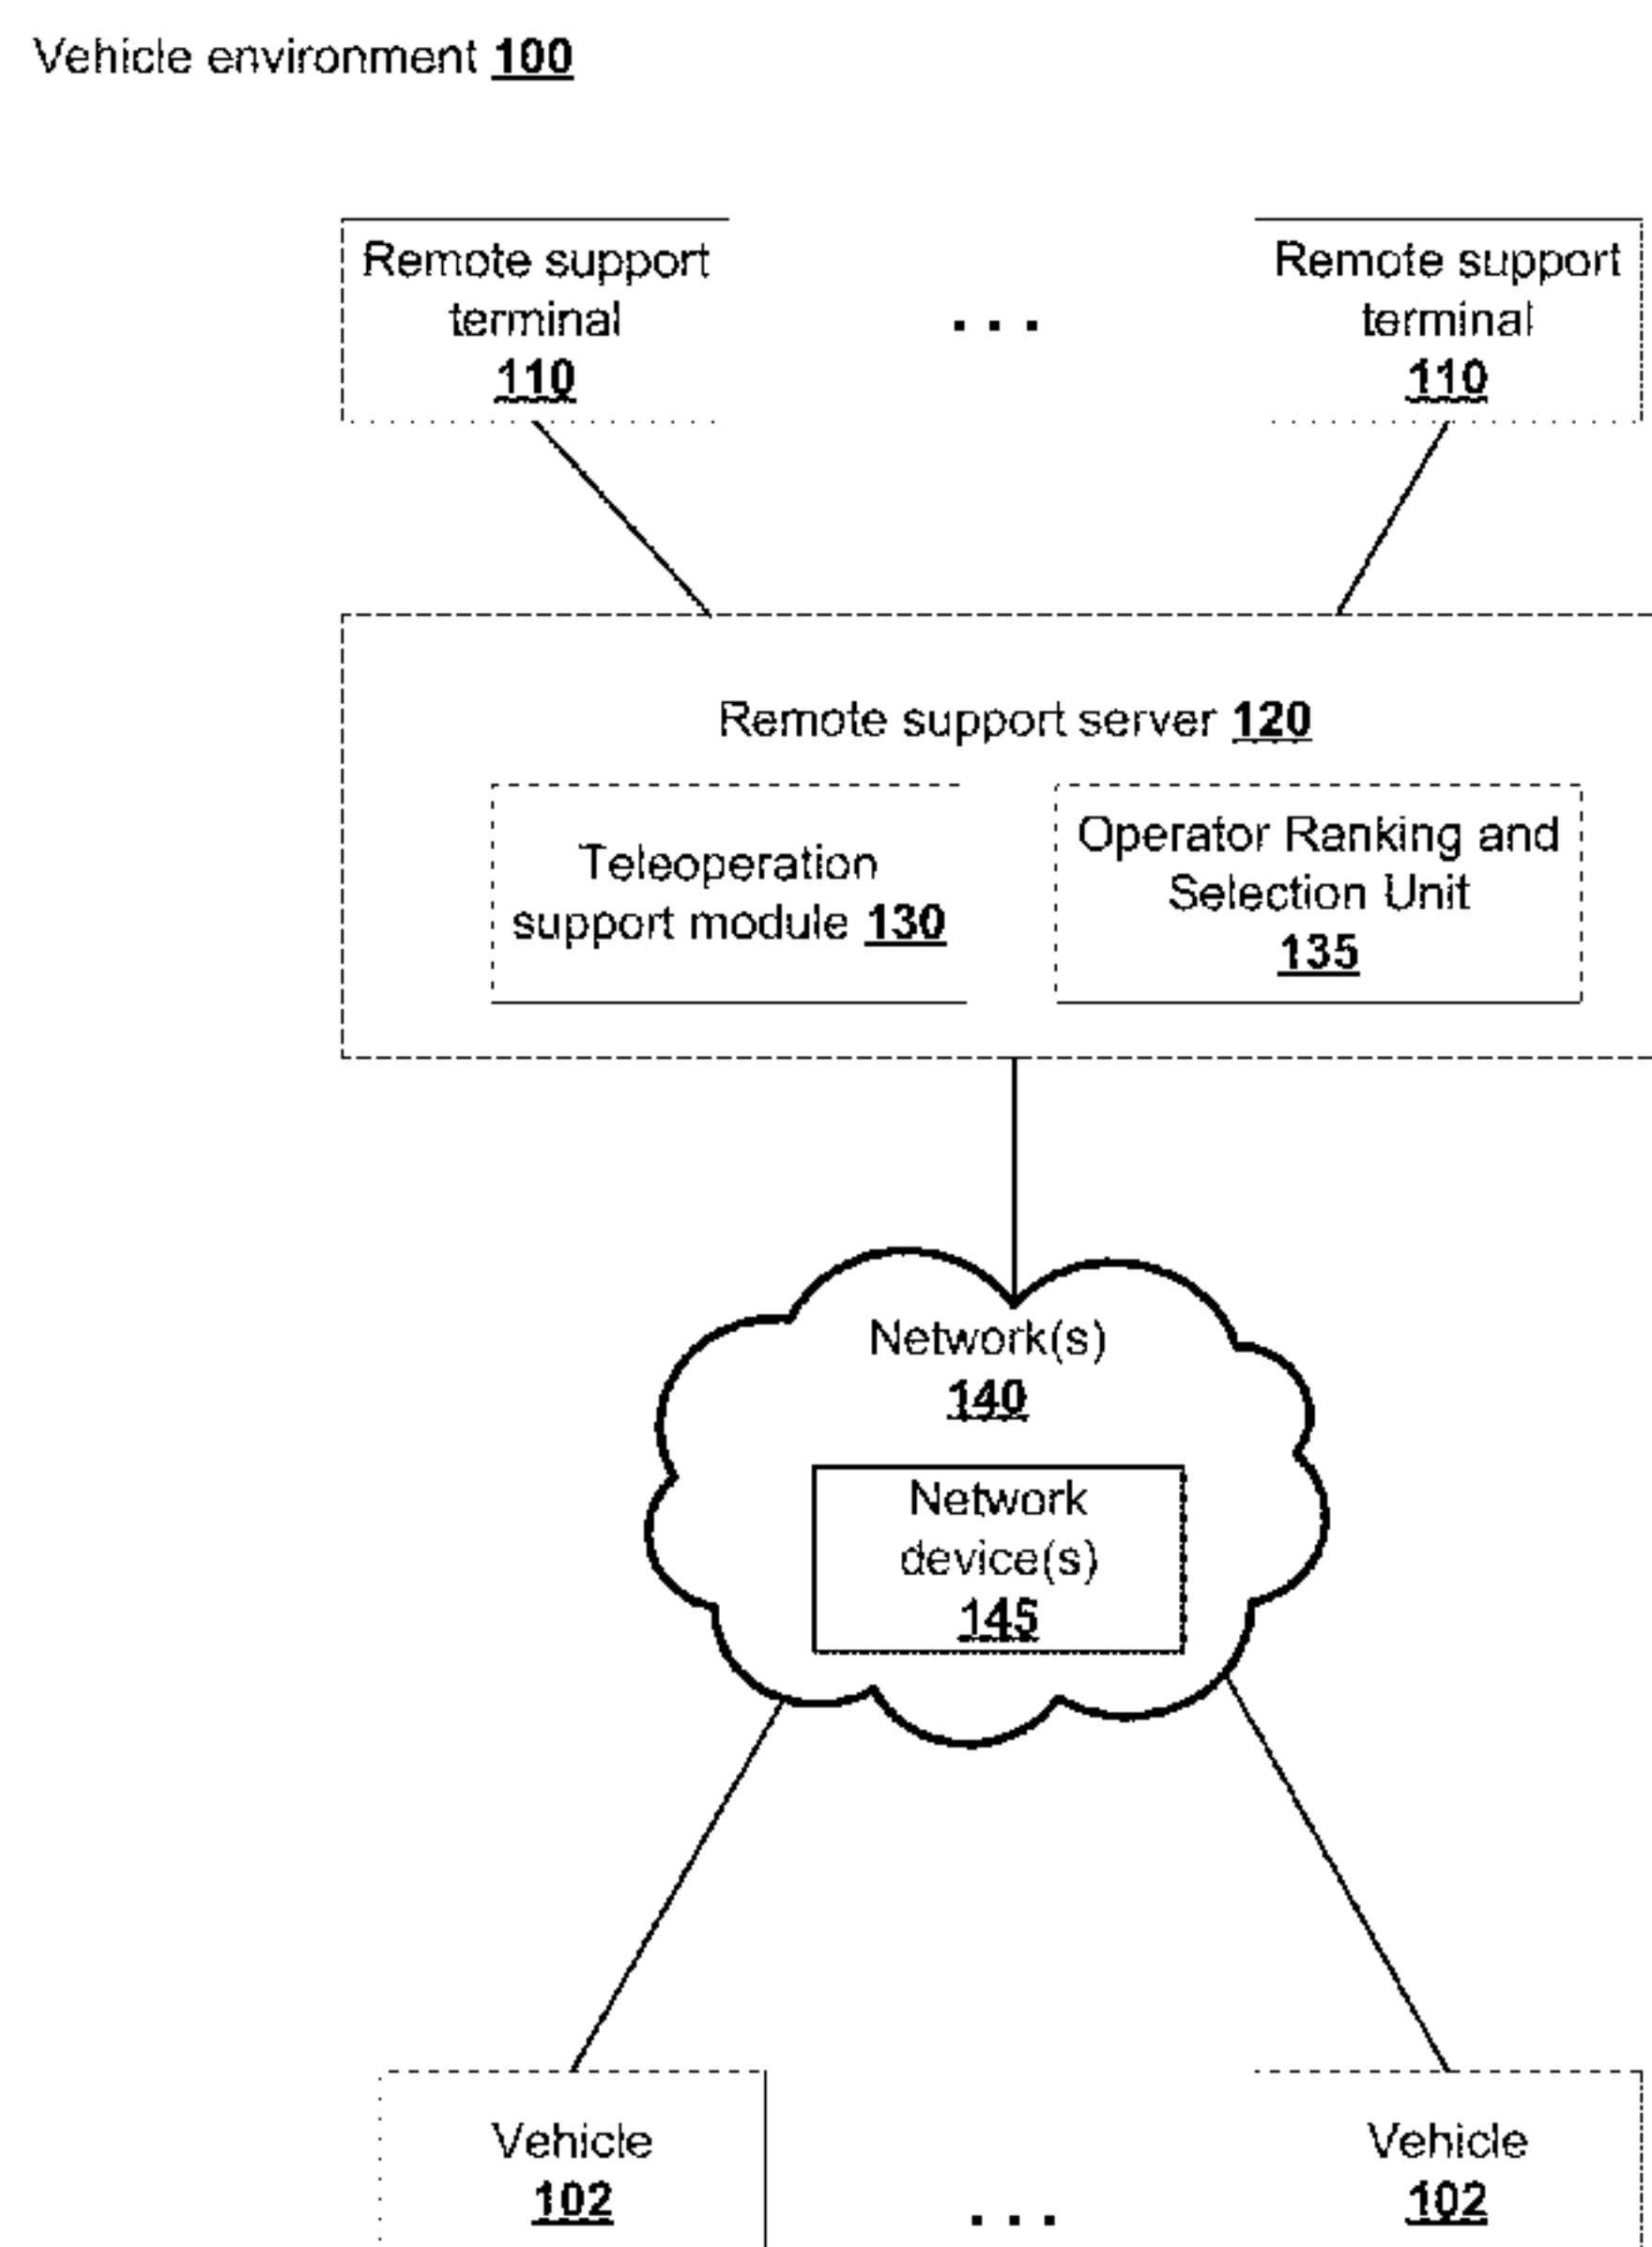 Vehicle environment 100
Remote support
terminal
110
. . .
Remote support
terminal
110
Remote support server 120
Teleoperation
support module 130
Operator Ranking and
Selection Unit
135
Network(s)
140
Network
device(s)
145
Vehicle
102
. . .
Vehicle
102